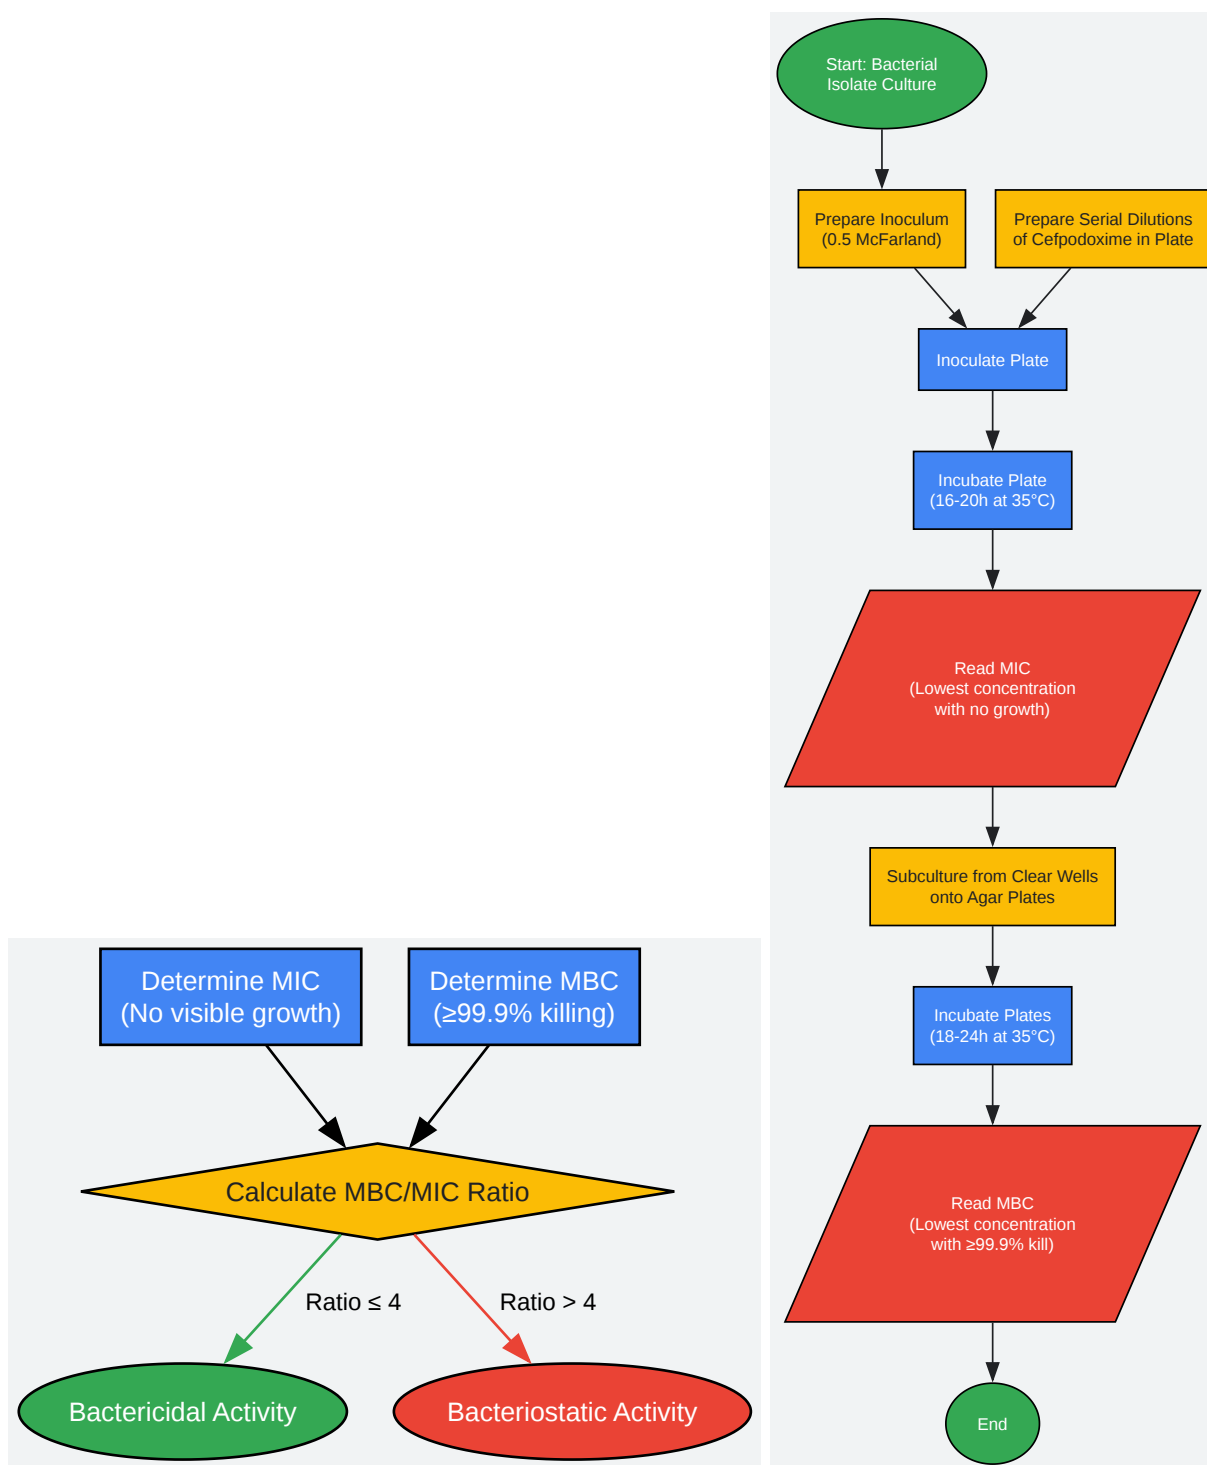 Start: Bacterial
Isolate Culture
Prepare Inoculum
(0.5 McFarland)
Prepare Serial Dilutions
of Cefpodoxime in Plate
Inoculate Plate
Incubate Plate
(16-20h at 35°C)
Read MIC
(Lowest concentration
with no growth)
Subculture from Clear Wells
onto Agar Plates
Incubate Plates
(18-24h at 35°C)
Read MBC
(Lowest concentration
with ≥99.9% kill)
End
Determine MIC
(No visible growth)
Determine MBC
(≥99.9% killing)
Calculate MBC/MIC Ratio
Ratio ≤ 4
Ratio > 4
Bactericidal Activity
Bacteriostatic Activity